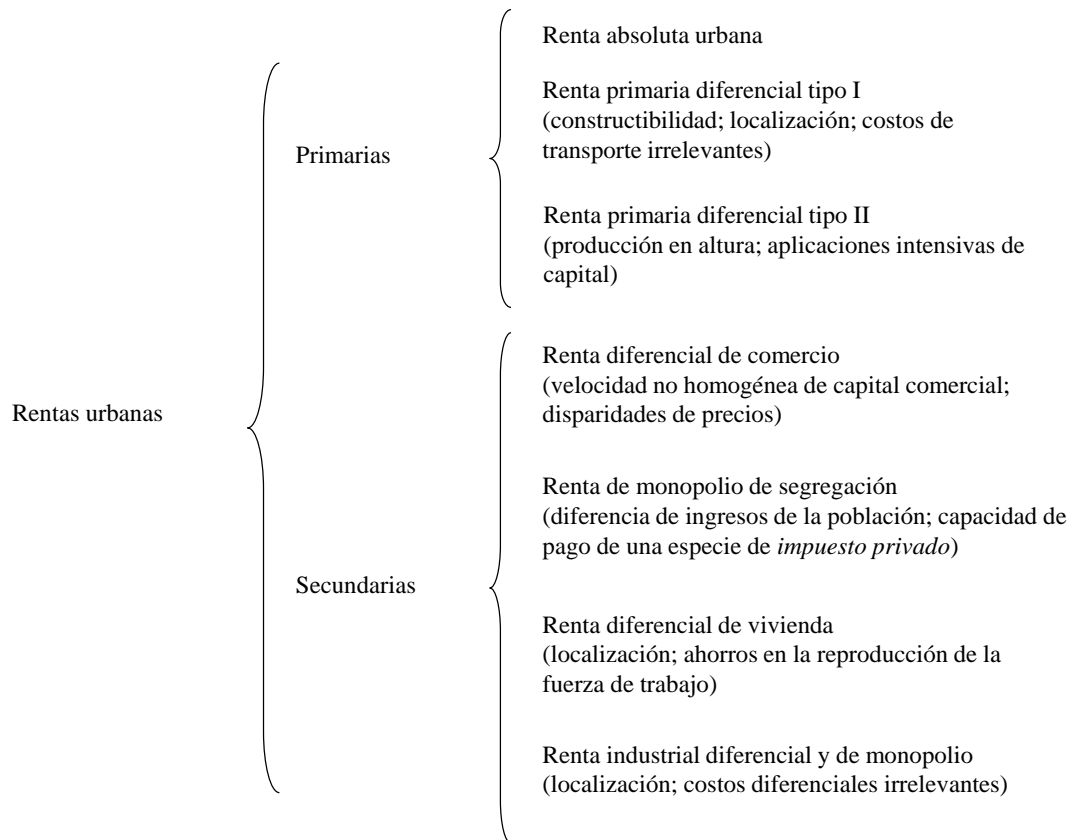 Rentas urbanas
Primarias
Renta absoluta urbana
Renta primaria diferencial tipo I
(constructibilidad; localización; costos de
transporte irrelevantes)
Renta primaria diferencial tipo II
(producción en altura; aplicaciones intensivas de
capital)
Secundarias
Renta diferencial de comercio
(velocidad no homogénea de capital comercial;
disparidades de precios)
Renta de monopolio de segregación
(diferencia de ingresos de la población; capacidad de
pago de una especie de impuesto privado)
Renta diferencial de vivienda
(localización; ahorros en la reproducción de la
fuerza de trabajo)
Renta industrial diferencial y de monopolio
(localización; costos diferenciales irrelevantes)